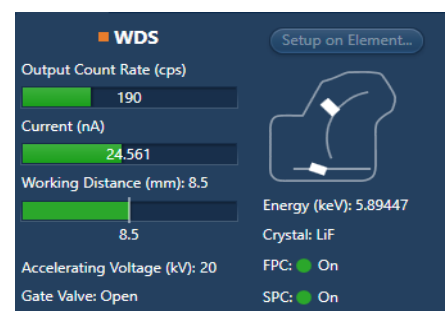 WDS
Setup on Element...
Output Count Rate (cps)
190
Current (nA)
24.561
Working Distance (mm): 8.5
8.5
Accelerating Voltage (kV): 20
Gate Valve: Open
Energy (keV): 5.89447
Crystal: LiF
FPC: On
SPC: On